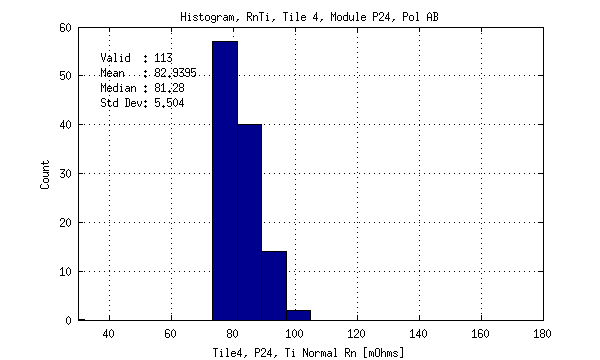 Histogram, RnTi, Tile 4, Module P24, Pol AB
60
50
40
30
20
10
0
Count
Valid : 113
Mean : 82.9395
Median : 81.28
Std Dev: 5.504
40 60 80 100 120 140 160 180
Tile4, P24, Ti Normal Rn [mOhms]